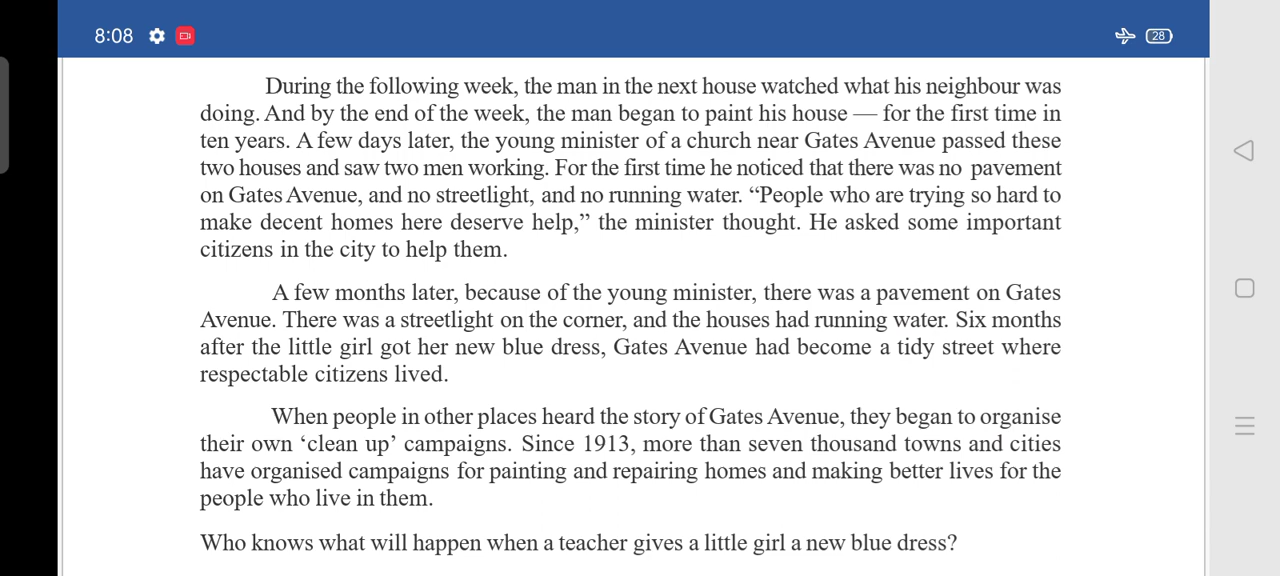 8:08
28
During the following week, the man in the next house watched what his neighbour was
doing. And by the end of the week, the man began to paint his house — for the first time in
ten years. A few days later, the young minister of a church near Gates Avenue passed these
two houses and saw two men working. For the first time he noticed that there was no pavement
on Gates Avenue, and no streetlight, and no running water. “People who are trying so hard to
make decent homes here deserve help,” the minister thought. He asked some important
citizens in the city to help them.
A few months later, because of the young minister, there was a pavement on Gates
Avenue. There was a streetlight on the corner, and the houses had running water. Six months
after the little girl got her new blue dress, Gates Avenue had become a tidy street where
respectable citizens lived.
When people in other places heard the story of Gates Avenue, they began to organise
their own ‘clean up’ campaigns. Since 1913, more than seven thousand towns and cities
have organised campaigns for painting and repairing homes and making better lives for the
people who live in them.
Who knows what will happen when a teacher gives a little girl a new blue dress?